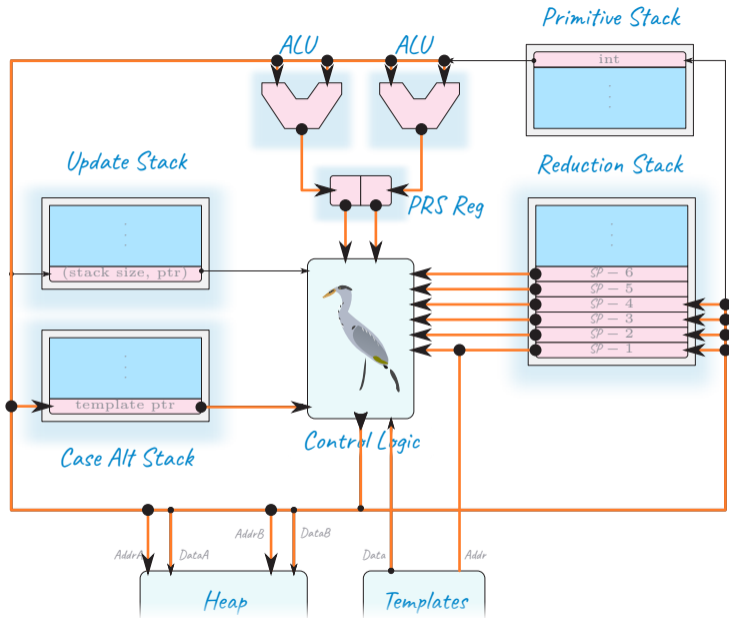 Primitive Stack
ALU
ALU
int
Update Stack
Reduction Stack
PRS Reg
(stack size, ptr)
SP − 6
SP − 5
SP − 4
SP − 3
SP − 2
SP − 1
template ptr
Control Logic
Case Alt Stack
AddrA
DataA
AddrB
DataB
Data
Addr
Heap
Templates